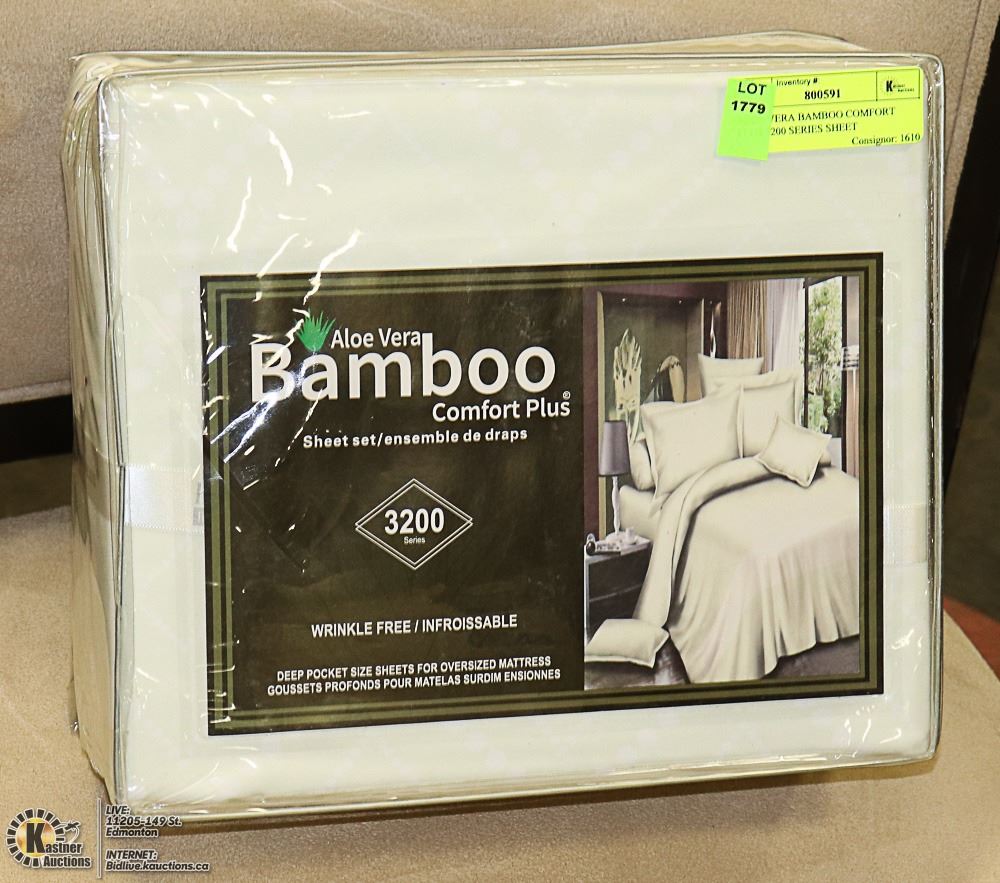 LOT
1779
Inventory #
800591
Kastner
Auctions
VERA BAMBOO COMFORT
200 SERIES SHEET
Consignor: 1610
Aloe Vera
Bamboo
Comfort Plus®
Sheet set/ensemble de draps
3200
Series
WRINKLE FREE / INFROISSABLE
DEEP POCKET SIZE SHEETS FOR OVERSIZED MATTRESS
GOUSSETS PROFONDS POUR MATELAS SURDIM ENSIONNES
Kastner
Auctions
LIVE:
11205-149 St.
Edmonton
INTERNET:
Bidlive.kauctions.ca